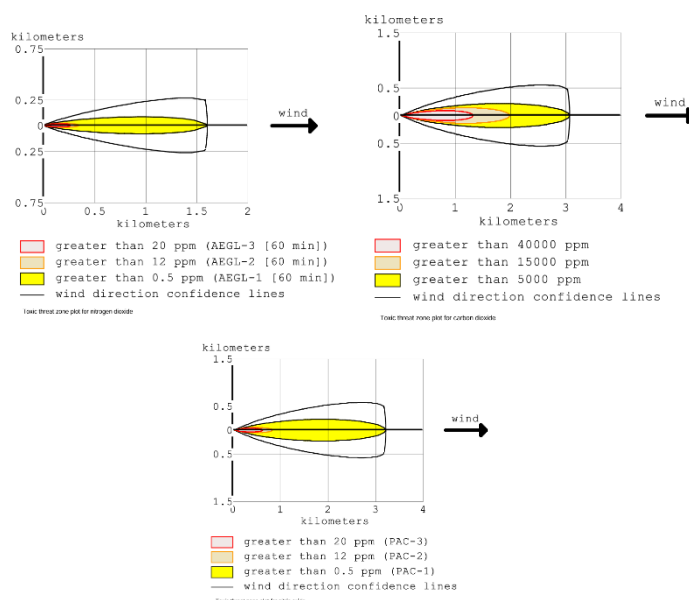 kilometers
0.75
0.25
0
0.25
0.75
0 0.5 1 1.5 2
kilometers
wind
greater than 20 ppm (AEGL-3 [60 min])
greater than 12 ppm (AEGL-2 [60 min])
greater than 0.5 ppm (AEGL-1 [60 min])
wind direction confidence lines
Toxic threat zone plot for nitrogen dioxide
kilometers
1.5
0.5
0
0.5
1.5
0 1 2 3 4
kilometers
wind
greater than 40000 ppm
greater than 15000 ppm
greater than 5000 ppm
wind direction confidence lines
Toxic threat zone plot for carbon dioxide
kilometers
1.5
0.5
0
0.5
1.5
0 1 2 3 4
kilometers
wind
greater than 20 ppm (PAC-3)
greater than 12 ppm (PAC-2)
greater than 0.5 ppm (PAC-1)
wind direction confidence lines